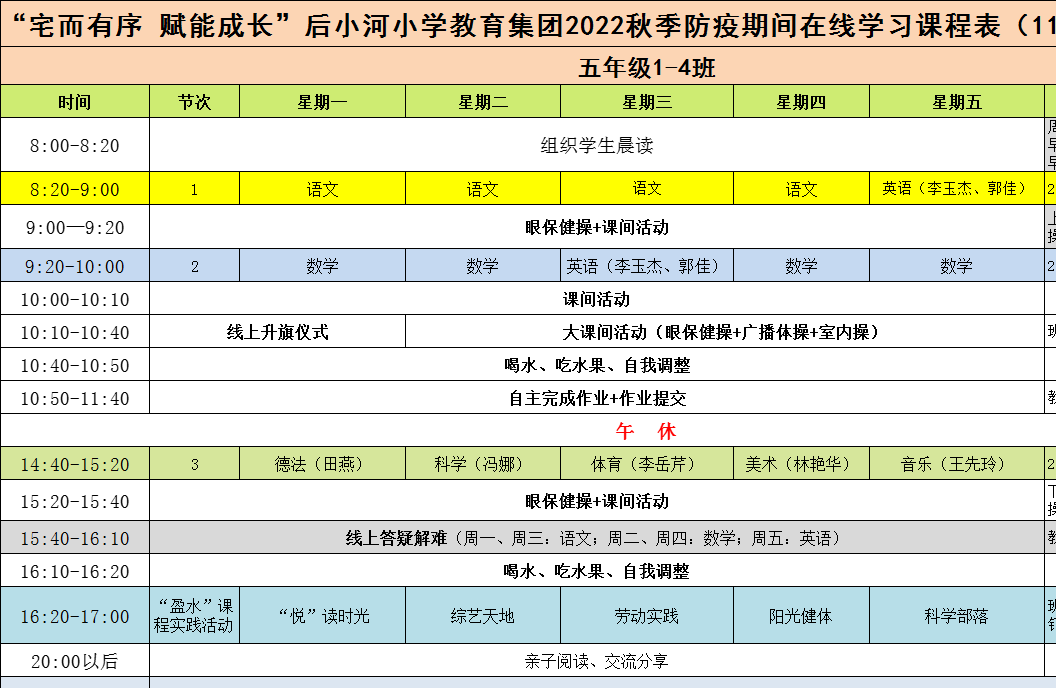 “宅而有序 赋能成长”后小河小学教育集团2022秋季防疫期间在线学习课程表（11
五年级1-4班
时间 节次 星期一 星期二 星期三 星期四 星期五
8:00-8:20 组织学生晨读
8:20-9:00 1 语文 语文 语文 语文 英语（李玉杰、郭佳）
9:00—9:20 眼保健操+课间活动
9:20-10:00 2 数学 数学 英语（李玉杰、郭佳） 数学 数学
10:00-10:10 课间活动
10:10-10:40 线上升旗仪式 大课间活动（眼保健操+广播体操+室内操）
10:40-10:50 喝水、吃水果、自我调整
10:50-11:40 自主完成作业+作业提交
午 休
14:40-15:20 3 德法（田燕） 科学（冯娜） 体育（李岳芹） 美术（林艳华） 音乐（王先玲）
15:20-15:40 眼保健操+课间活动
15:40-16:10 线上答疑解难（周一、周三：语文；周二、周四：数学；周五：英语）
16:10-16:20 喝水、吃水果、自我调整
16:20-17:00 “盈水”课 “悦”读时光 综艺天地 劳动实践 阳光健体 科学部落
程实践活动
20:00以后 亲子阅读、交流分享